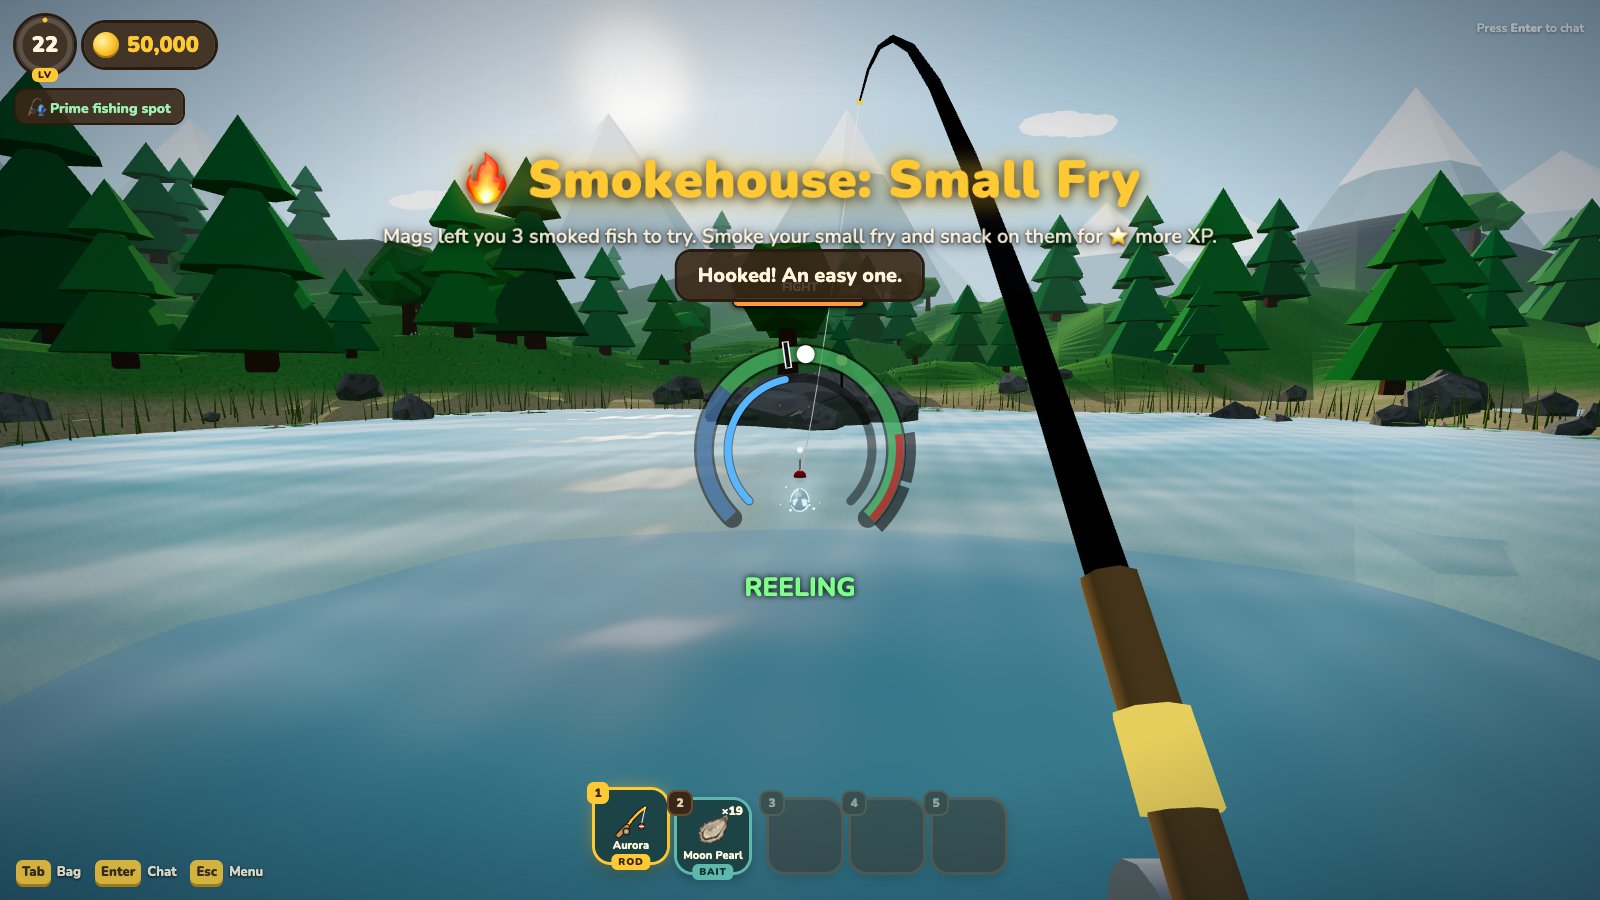 22
LV
50,000
Press Enter to chat
Prime fishing spot
Smokehouse: Small Fry
Mags left you 3 smoked fish to try. Smoke your small fry and snack on them for more XP.
Hooked! An easy one.
FIGHT
REELING
1
Aurora
ROD
2
×19
Moon Pearl
BAIT
3
4
5
Tab Bag Enter Chat Esc Menu